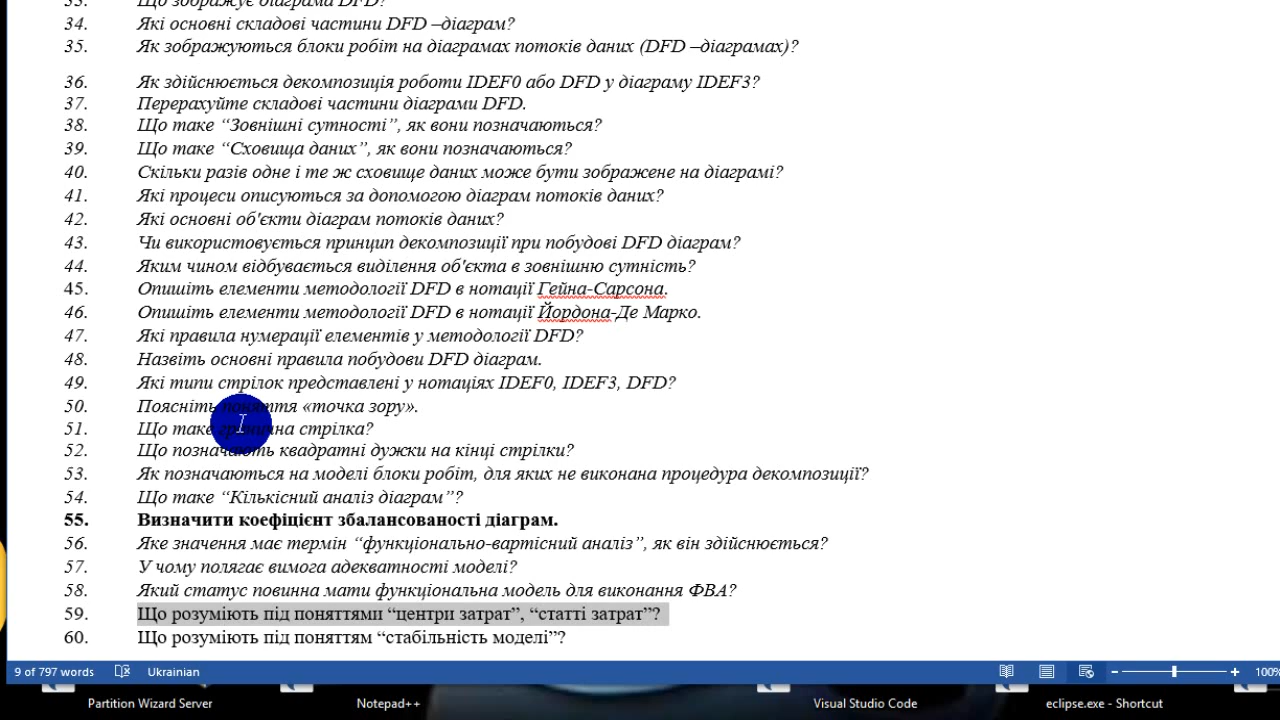 33. Що зображує діаграма DFD?
34. Які основні складові частини DFD –діаграм?
35. Як зображуються блоки робіт на діаграмах потоків даних (DFD –діаграмах)?
36. Як здійснюється декомпозиція роботи IDEF0 або DFD у діаграму IDEF3?
37. Перерахуйте складові частини діаграми DFD.
38. Що таке “Зовнішні сутності”, як вони позначаються?
39. Що таке “Сховища даних”, як вони позначаються?
40. Скільки разів одне і те ж сховище даних може бути зображене на діаграмі?
41. Які процеси описуються за допомогою діаграм потоків даних?
42. Які основні об'єкти діаграм потоків даних?
43. Чи використовується принцип декомпозиції при побудові DFD діаграм?
44. Яким чином відбувається виділення об'єкта в зовнішню сутність?
45. Опишіть елементи методології DFD в нотації Гейна-Сарсона.
46. Опишіть елементи методології DFD в нотації Йордона-Де Марко.
47. Які правила нумерації елементів у методології DFD?
48. Назвіть основні правила побудови DFD діаграм.
49. Які типи стрілок представлені у нотаціях IDEF0, IDEF3, DFD?
50. Поясніть поняття «точка зору».
51. Що таке гранична стрілка?
52. Що позначають квадратні дужки на кінці стрілки?
53. Як позначаються на моделі блоки робіт, для яких не виконана процедура декомпозиції?
54. Що таке “Кількісний аналіз діаграм”?
55. Визначити коефіцієнт збалансованості діаграм.
56. Яке значення має термін “функціонально-вартісний аналіз”, як він здійснюється?
57. У чому полягає вимога адекватності моделі?
58. Який статус повинна мати функціональна модель для виконання ФВА?
59. Що розуміють під поняттями “центри затрат”, “статті затрат”?
60. Що розуміють під поняттям “стабільність моделі”?
9 of 797 words Ukrainian 100%
Partition Wizard Server Notepad++ Visual Studio Code eclipse.exe - Shortcut